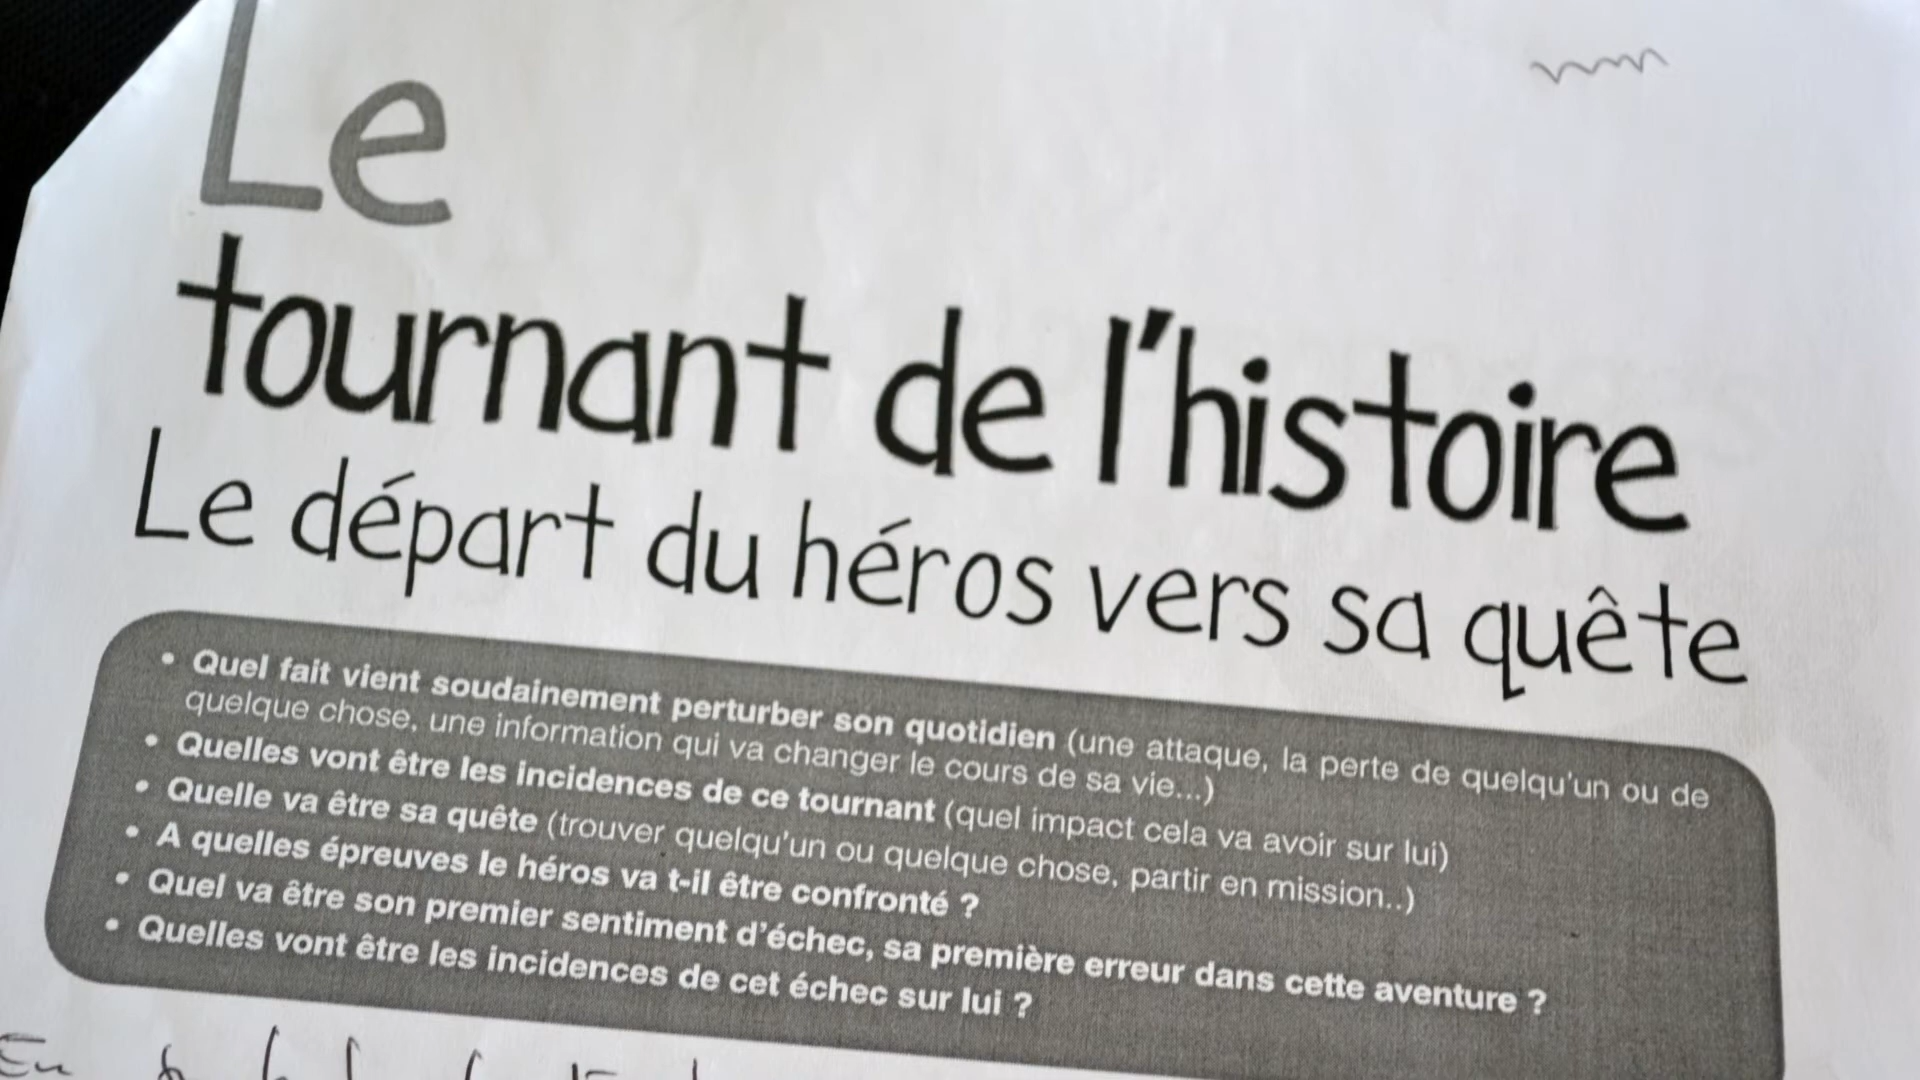 Le
tournant de l'histoire
Le départ du héros vers sa quête
• Quel fait vient soudainement perturber son quotidien (une attaque, la perte de quelqu'un ou de
quelque chose, une information qui va changer le cours de sa vie...)
• Quelles vont être les incidences de ce tournant (quel impact cela va avoir sur lui)
• Quelle va être sa quête (trouver quelqu'un ou quelque chose, partir en mission..)
• A quelles épreuves le héros va t-il être confronté ?
• Quel va être son premier sentiment d'échec, sa première erreur dans cette aventure ?
• Quelles vont être les incidences de cet échec sur lui ?
En